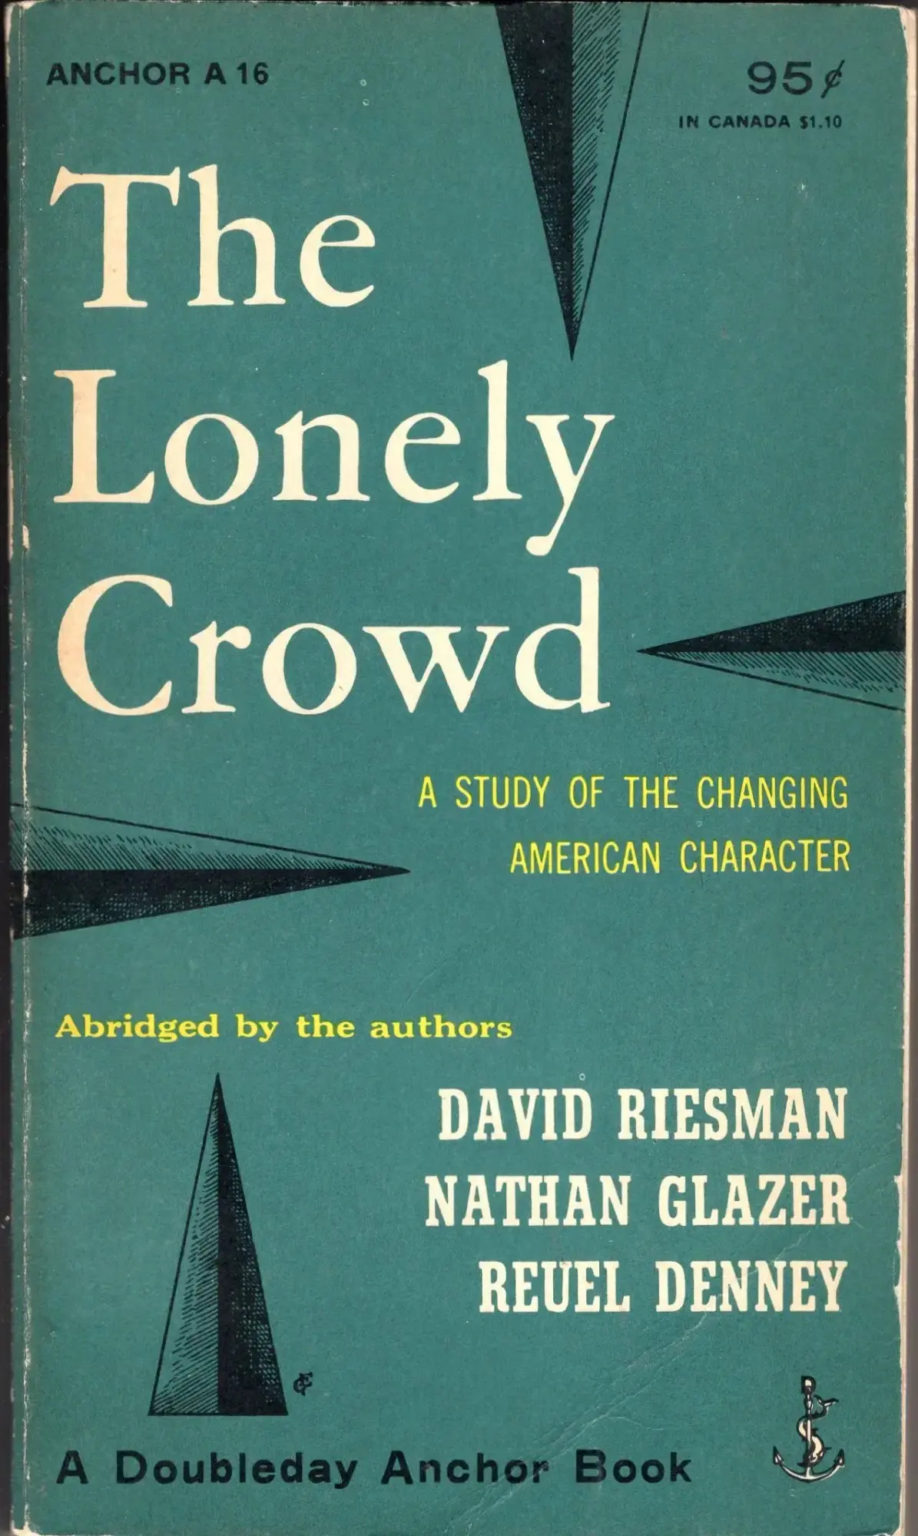 ANCHOR A 16
95¢
IN CANADA $1.10
The
Lonely
Crowd
A STUDY OF THE CHANGING
AMERICAN CHARACTER
Abridged by the authors
DAVID RIESMAN
NATHAN GLAZER
REUEL DENNEY
A Doubleday Anchor Book